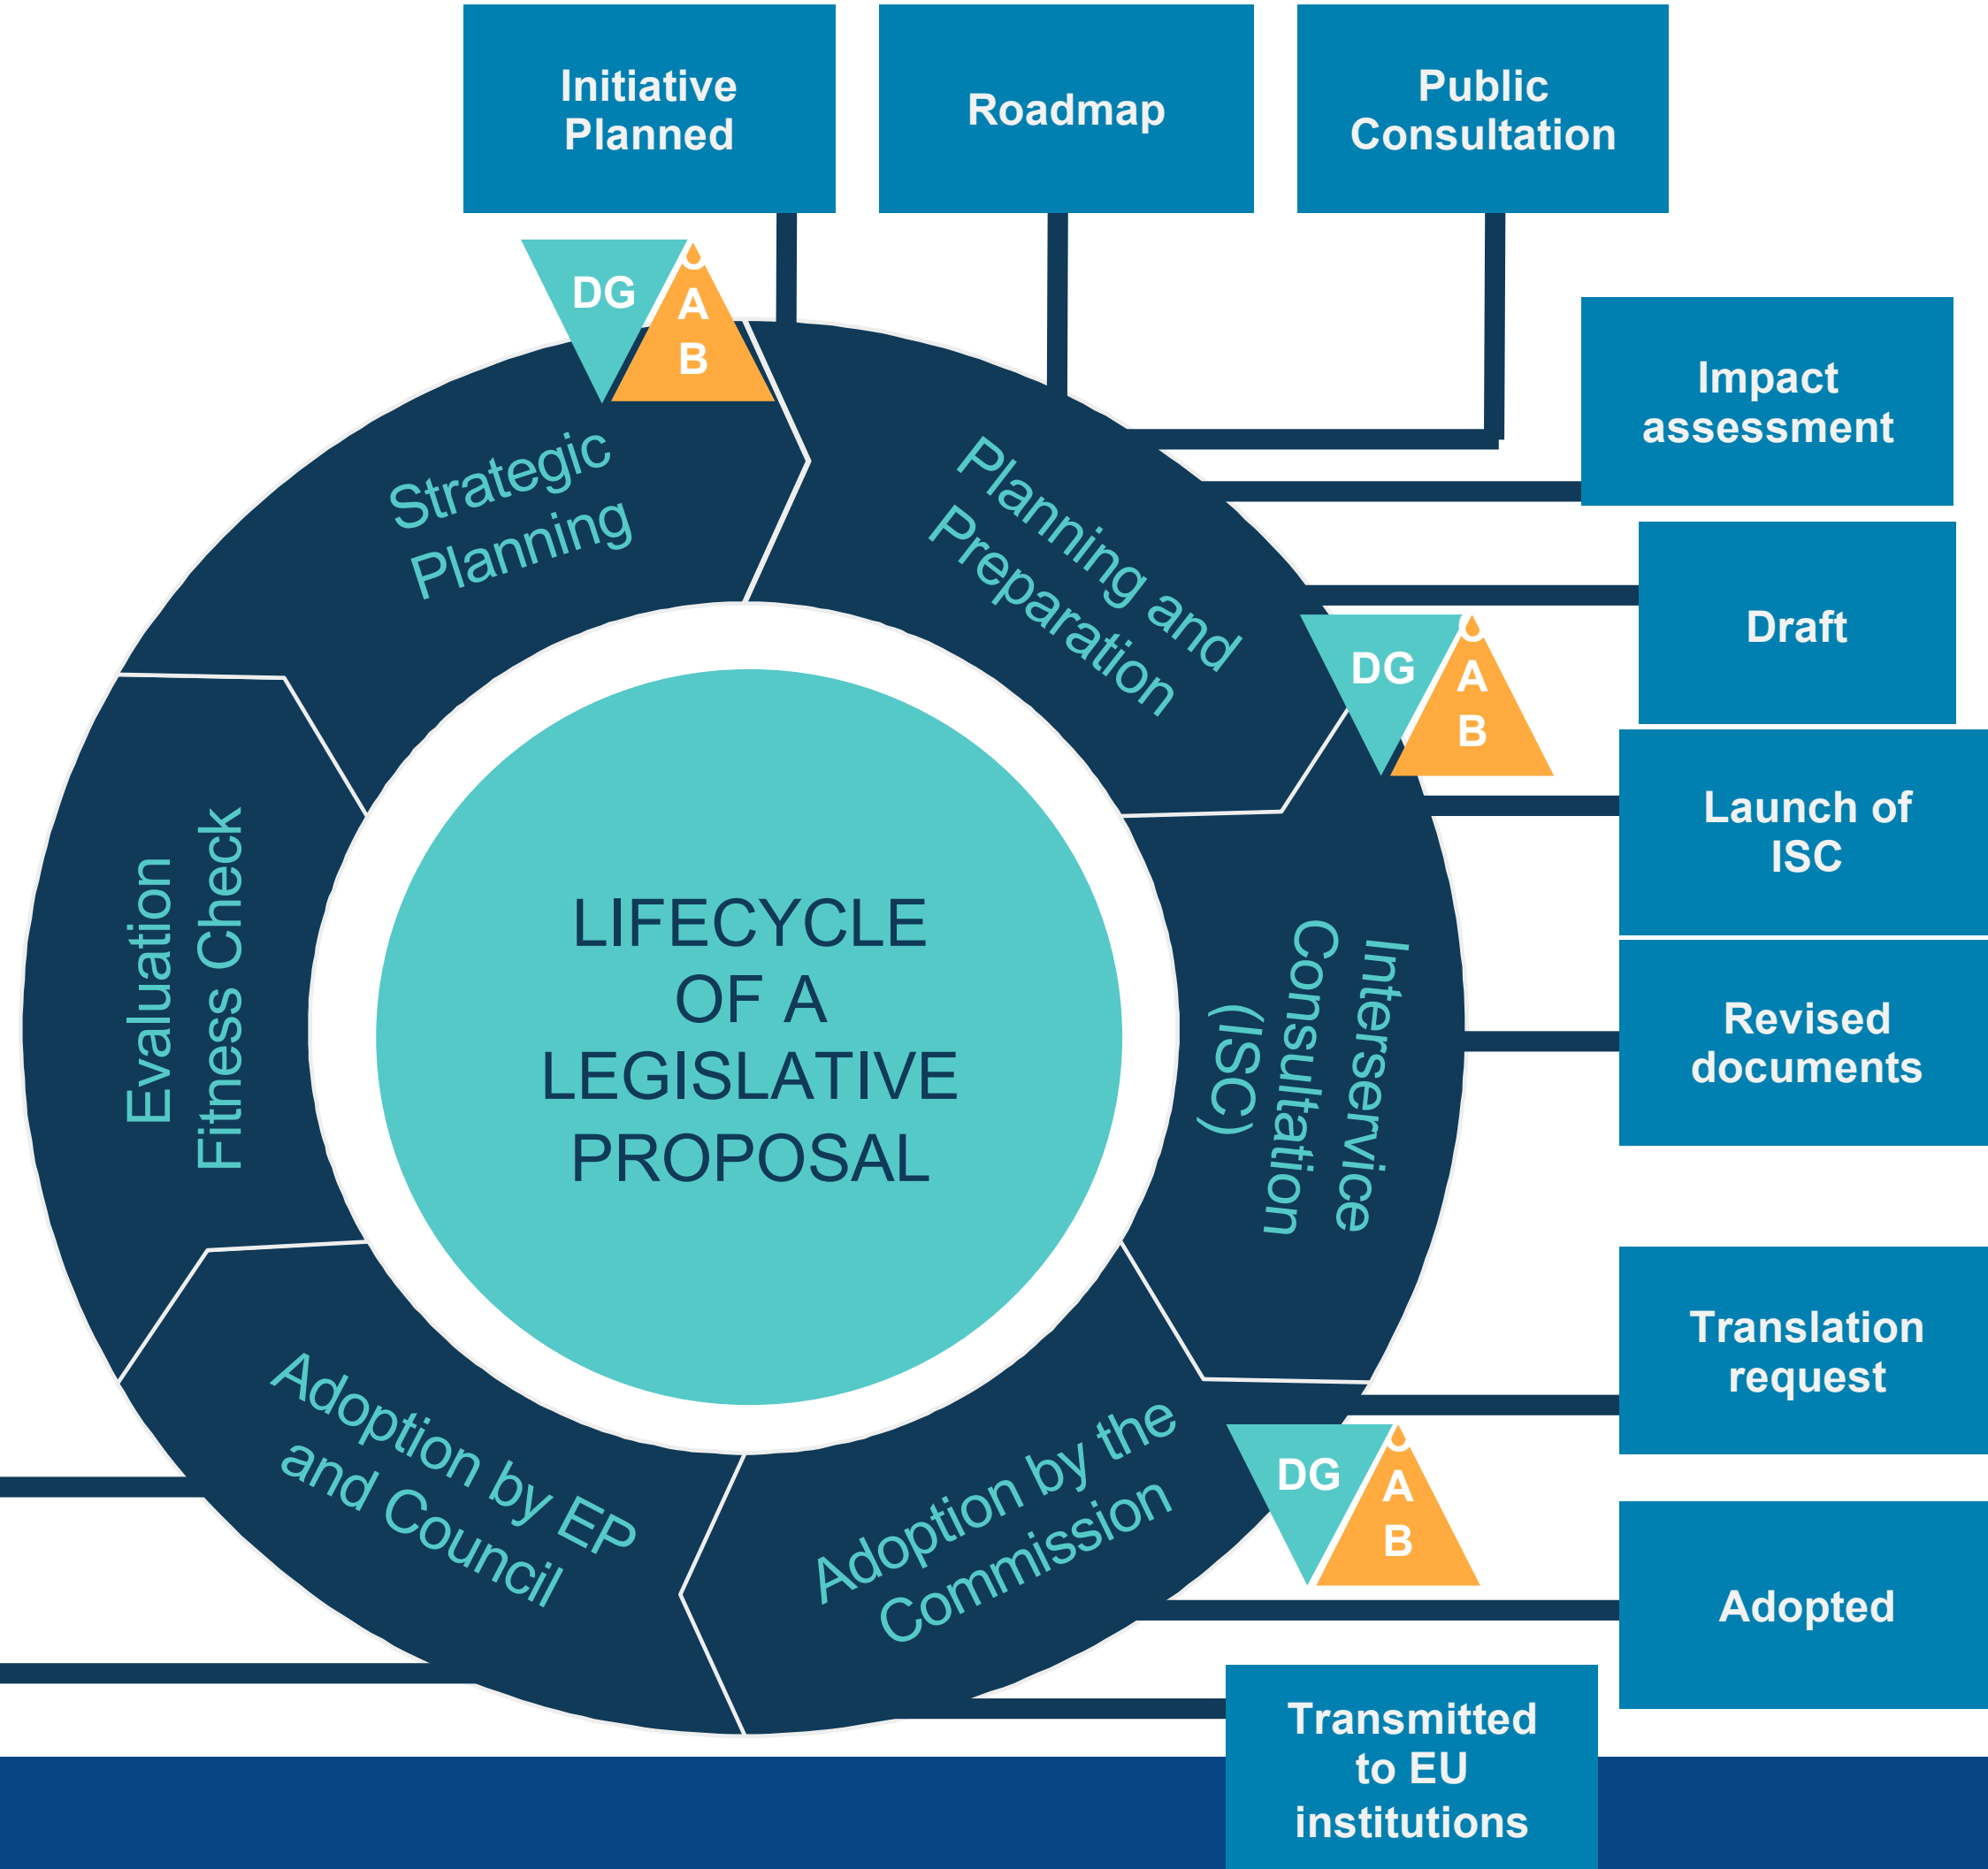 Initiative
Planned
Roadmap
Public
Consultation
Impact
assessment
Draft
Launch of
ISC
Revised
documents
Translation
request
Adopted
Transmitted
to EU
institutions
DG
C
A
B
Strategic
Planning
Planning and
Preparation
DG
C
A
B
Interservice
Consultation
(ISC)
DG
C
A
B
Adoption by the
Commission
Adoption by EP
and Council
Evaluation
Fitness Check
LIFECYCLE
OF A
LEGISLATIVE
PROPOSAL